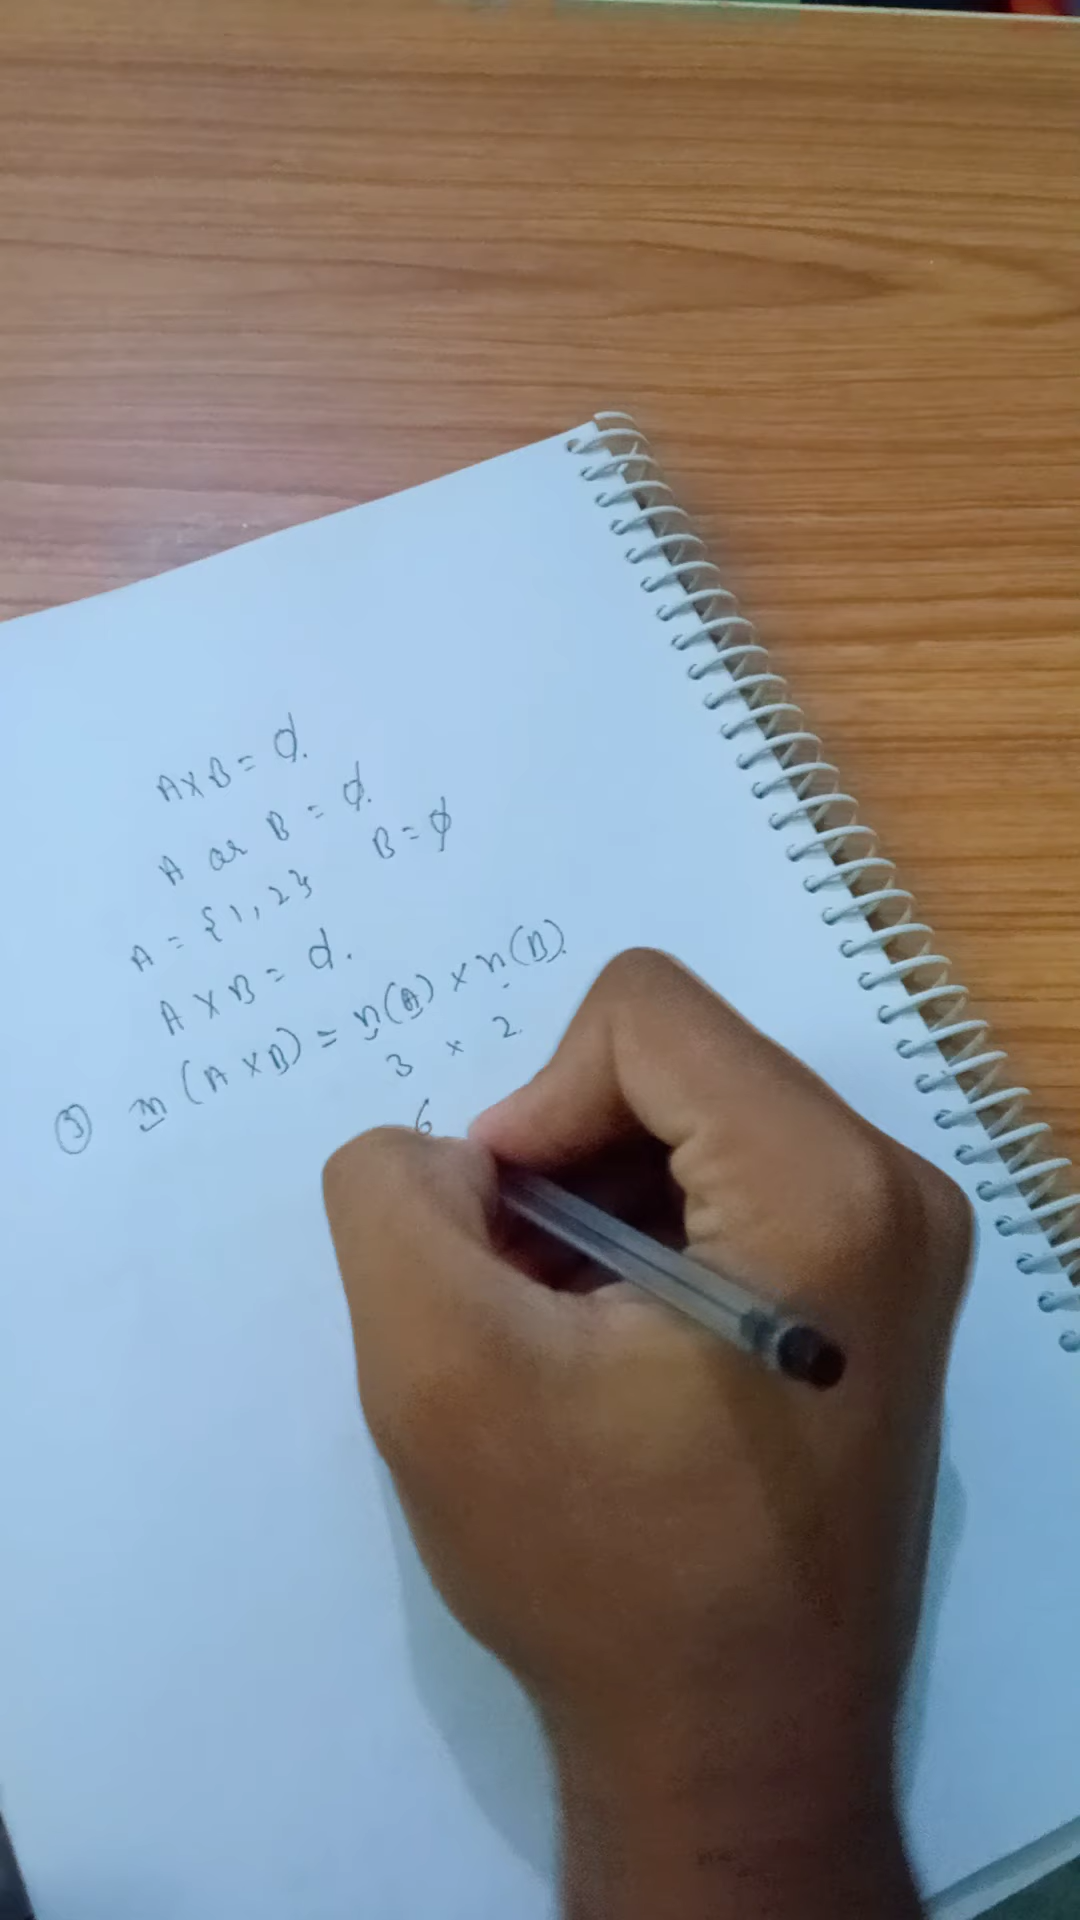 A×B = ϕ.
A or B = ϕ.
A = {1, 2} B = ϕ
A × B = ϕ.
③ n (A × B) = n(A) × n(B).
3 × 2.
6